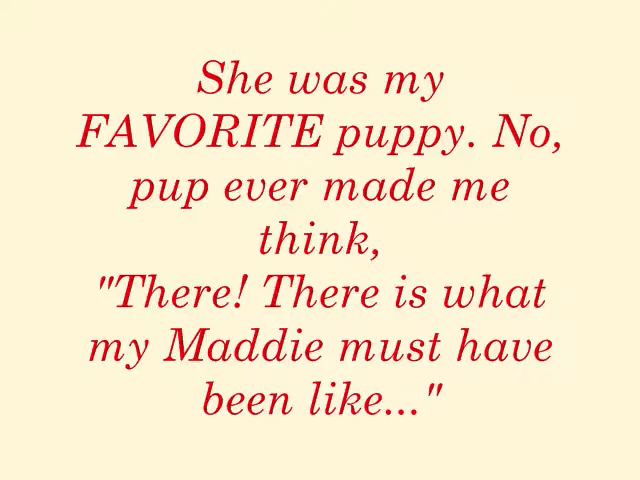 She was my
FAVORITE puppy. No,
pup ever made me
think,
"There! There is what
my Maddie must have
been like..."